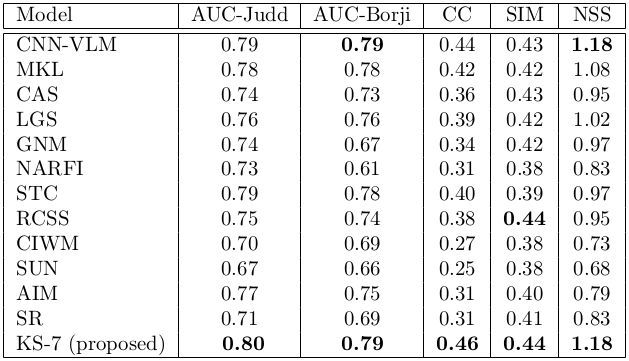 Model AUC-Judd AUC-Borji CC SIM NSS
CNN-VLM 0.79 0.79 0.44 0.43 1.18
MKL 0.78 0.78 0.42 0.42 1.08
CAS 0.74 0.73 0.36 0.43 0.95
LGS 0.76 0.76 0.39 0.42 1.02
GNM 0.74 0.67 0.34 0.42 0.97
NARFI 0.73 0.61 0.31 0.38 0.83
STC 0.79 0.78 0.40 0.39 0.97
RCSS 0.75 0.74 0.38 0.44 0.95
CIWM 0.70 0.69 0.27 0.38 0.73
SUN 0.67 0.66 0.25 0.38 0.68
AIM 0.77 0.75 0.31 0.40 0.79
SR 0.71 0.69 0.31 0.41 0.83
KS-7 (proposed) 0.80 0.79 0.46 0.44 1.18